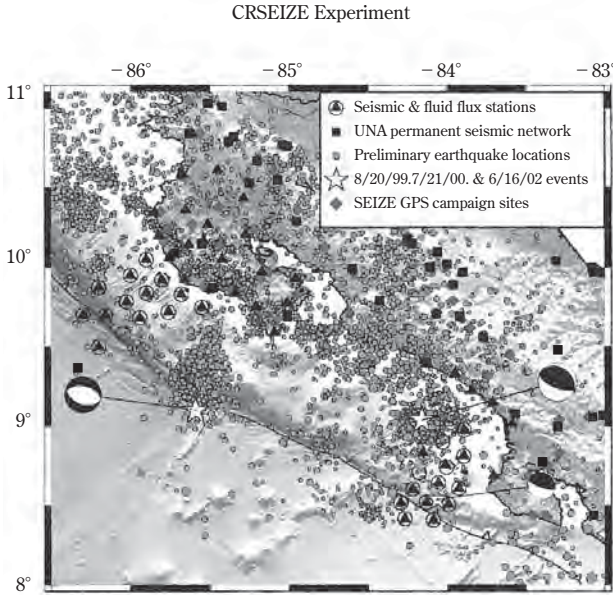 CRSEIZE Experiment
−86° −85° −84° −83°
11°
Seismic & fluid flux stations
UNA permanent seismic network
Preliminary earthquake locations
8/20/99.7/21/00. & 6/16/02 events
SEIZE GPS campaign sites
10°
9°
8°